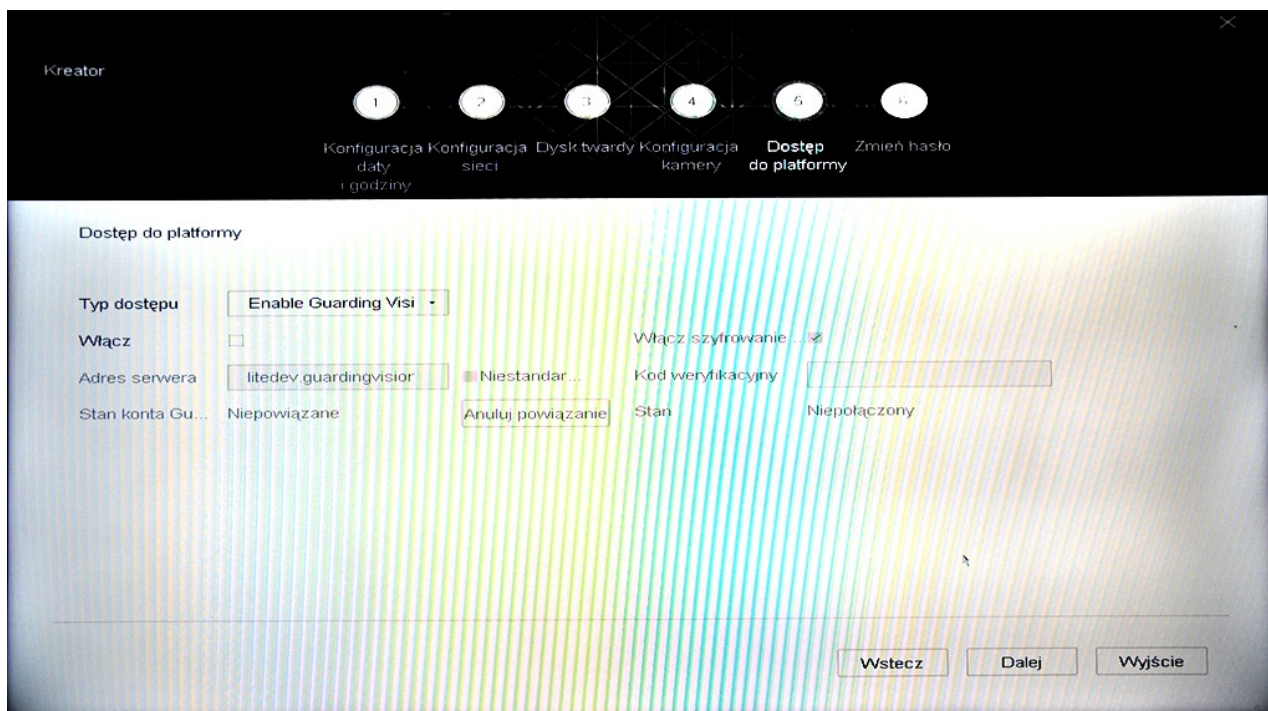 Kreator
1 2 3 4 5 6
Konfiguracja daty i godziny
Konfiguracja sieci
Dysk twardy
Konfiguracja kamery
Dostęp do platformy
Zmień hasło
Dostęp do platformy
Typ dostępu Enable Guarding Visi
Włącz Włącz szyfrowanie ...
Adres serwera litedev.guardingvisior Niestandar... Kod weryfikacyjny
Stan konta Gu... Niepowiązane Anuluj powiązanie Stan Niepołączony
Wstecz Dalej Wyjście